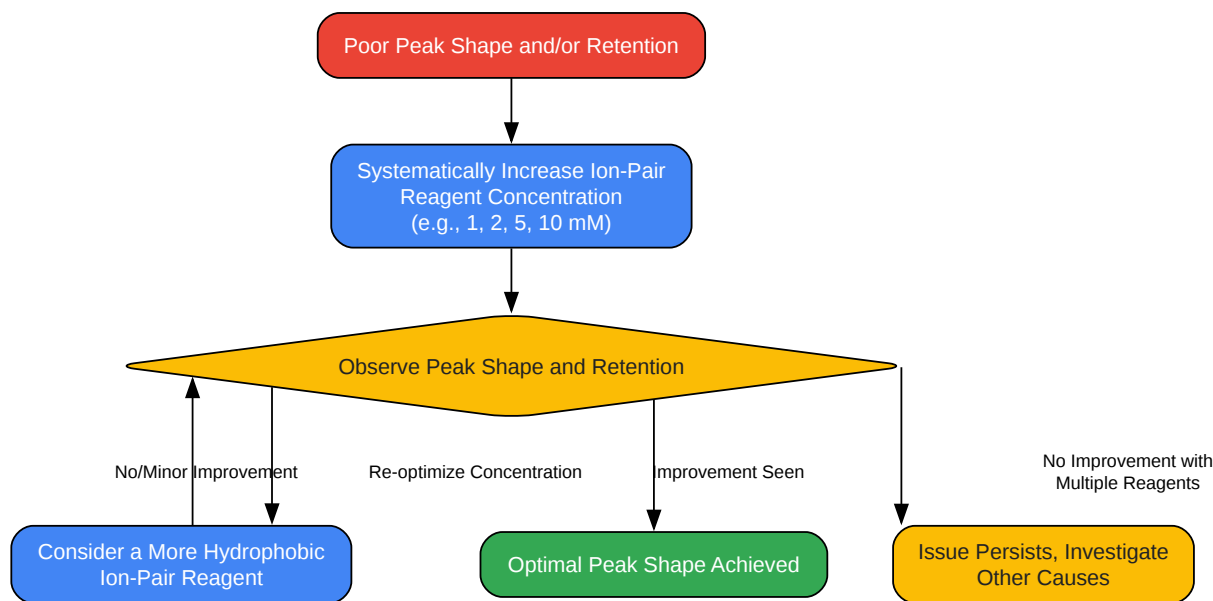 Poor Peak Shape and/or Retention
Systematically Increase Ion-Pair
Reagent Concentration
(e.g., 1, 2, 5, 10 mM)
Observe Peak Shape and Retention
No/Minor Improvement
Re-optimize Concentration
Improvement Seen
No Improvement with
Multiple Reagents
Consider a More Hydrophobic
Ion-Pair Reagent
Optimal Peak Shape Achieved
Issue Persists, Investigate
Other Causes